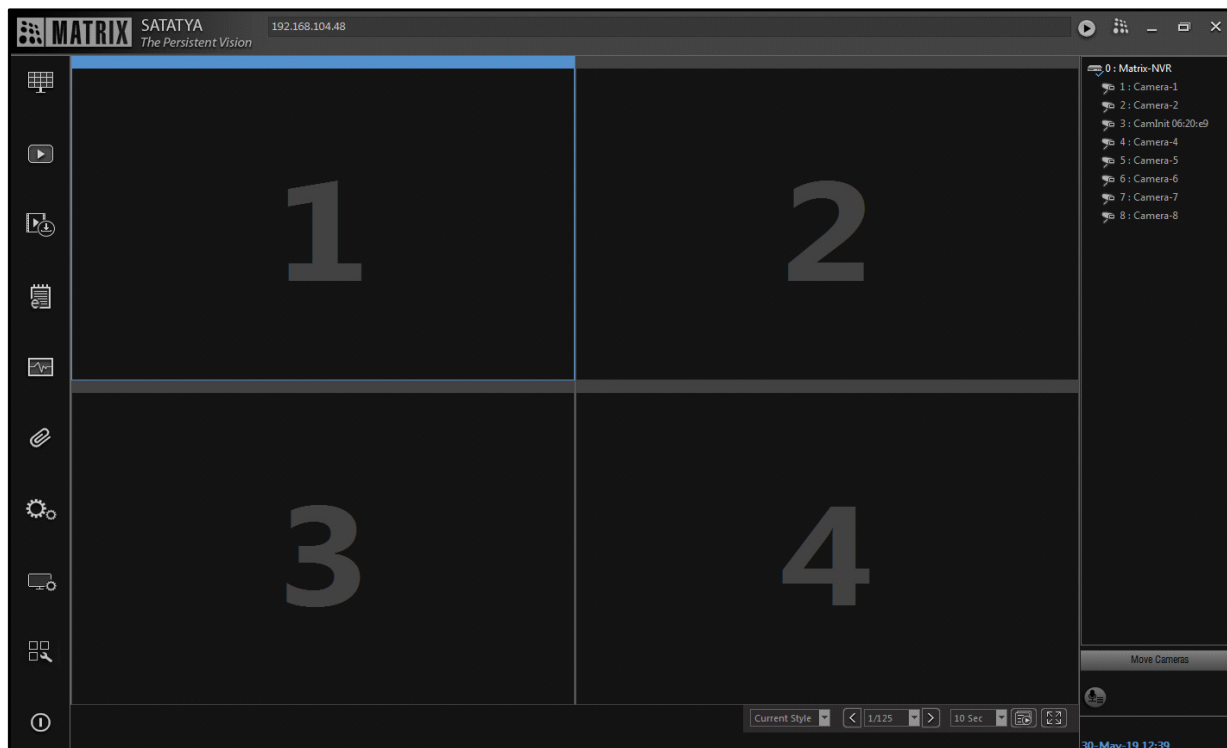 MATRIX
SATATYA
The Persistent Vision
192.168.104.48
0 : Matrix-NVR
1 : Camera-1
2 : Camera-2
3 : CamInit 06:20:e9
4 : Camera-4
5 : Camera-5
6 : Camera-6
7 : Camera-7
8 : Camera-8
1
2
3
4
Move Cameras
Current Style
1/125
10 Sec
30-May-19 12:39